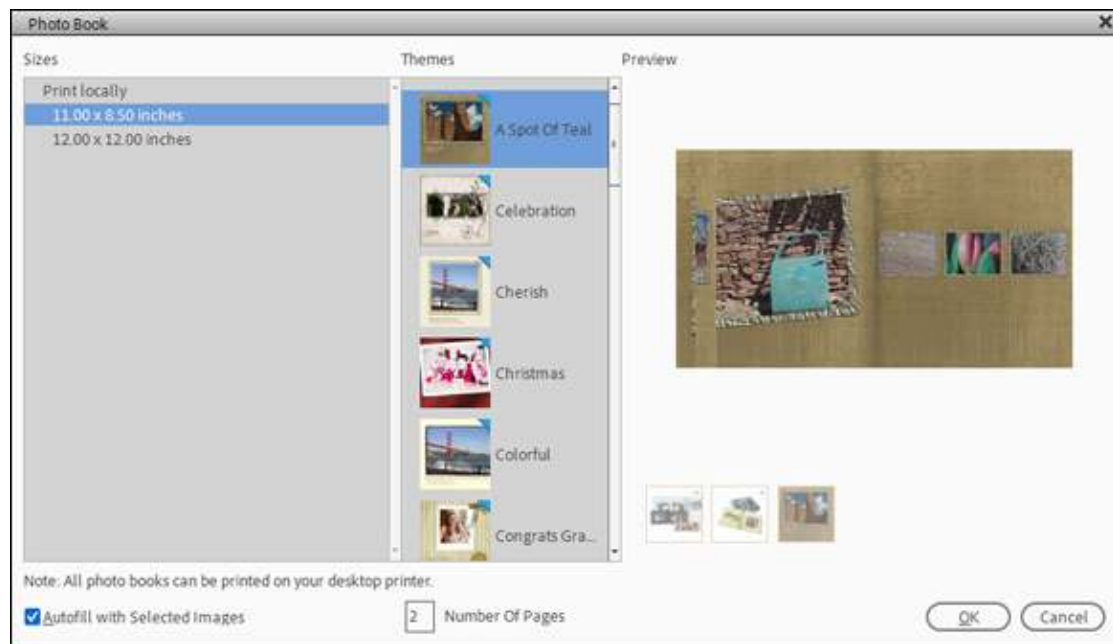 Photo Book
Sizes
Themes
Preview
Print locally
11.00 x 8.50 inches
12.00 x 12.00 inches
A Spot Of Teal
Celebration
Cherish
Christmas
Colorful
Congrats Gra...
Note: All photo books can be printed on your desktop printer.
Autofill with Selected Images
2 Number Of Pages
OK
Cancel